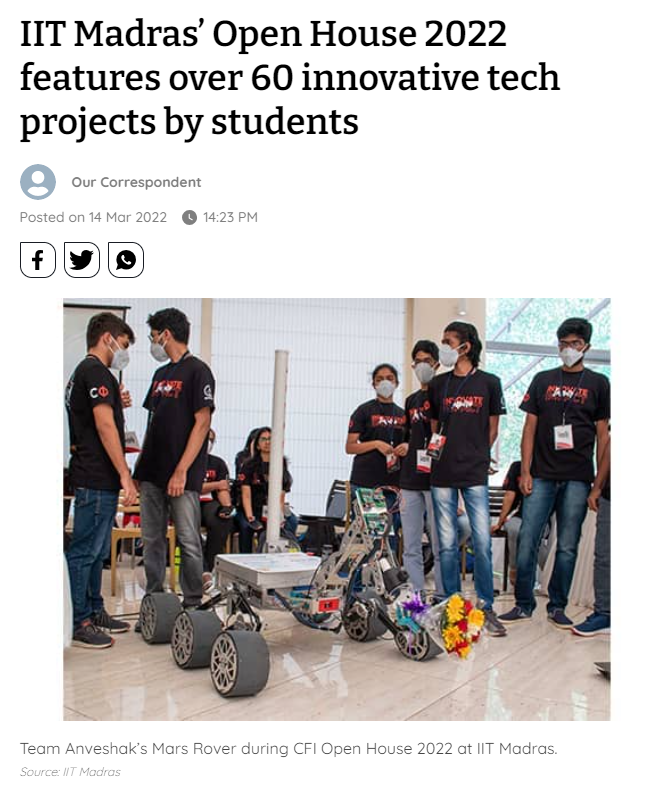 IIT Madras’ Open House 2022
features over 60 innovative tech
projects by students
Our Correspondent
Posted on 14 Mar 2022 14:23 PM
INNOVATE
INNOVATE
Team Anveshak’s Mars Rover during CFI Open House 2022 at IIT Madras.
Source: IIT Madras